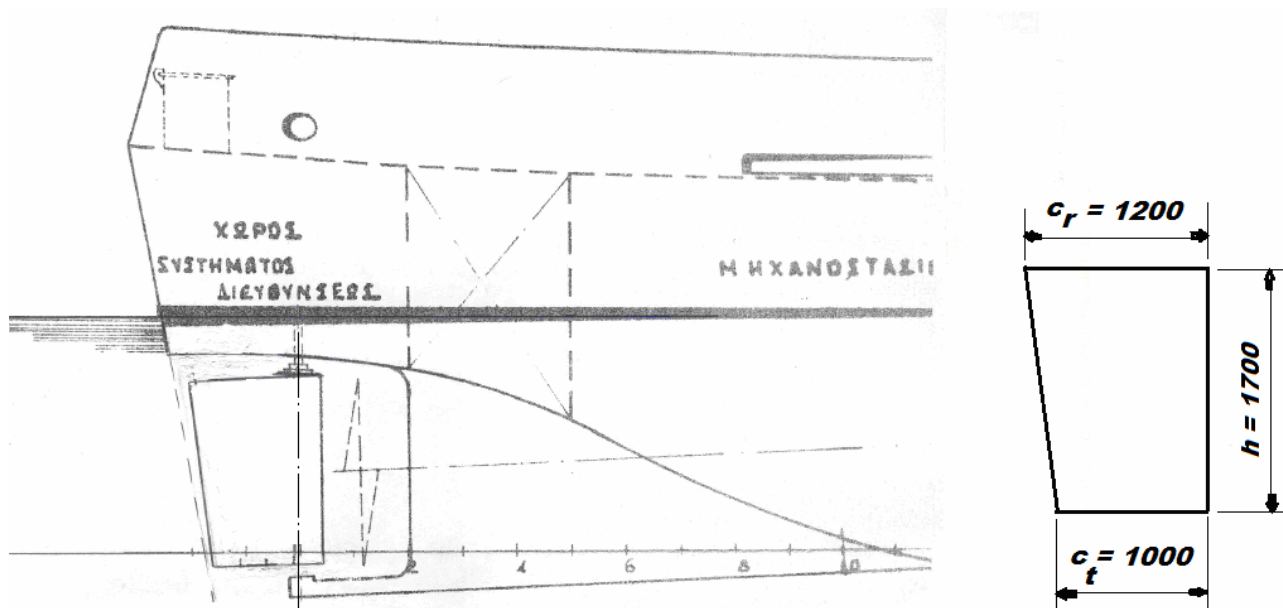 ΧΩΡΟΣ
ΣΥΣΤΗΜΑΤΟΣ
ΔΙΕΥΘΥΝΣΕΩΣ
ΜΗΧΑΝΟΣΤΑΣΙ
2 4 6 8 10
c_r = 1200
h = 1700
c_t = 1000